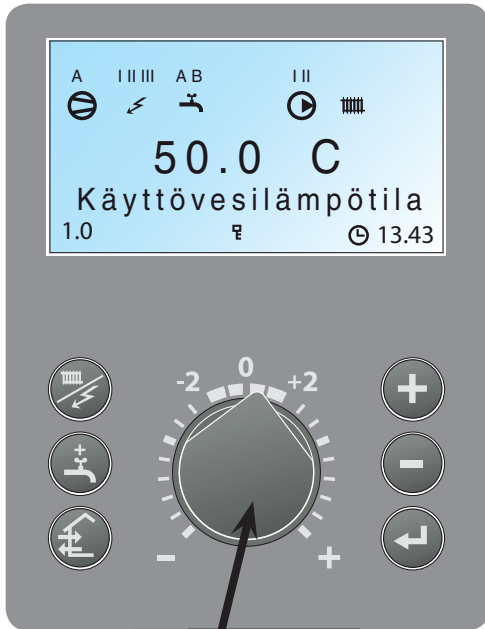 A I II III A B I II
50.0 C
Käyttövesilämpötila
1.0 13.43
-2 0 +2
- +